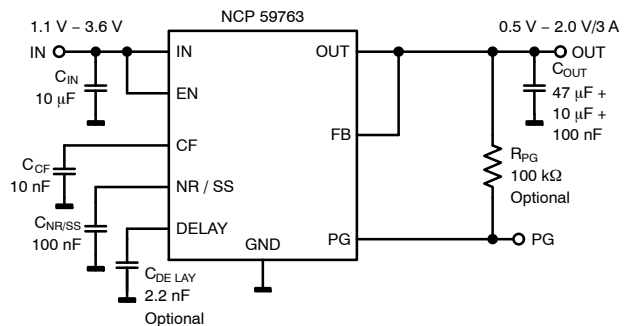 NCP 59763
1.1 V – 3.6 V
0.5 V – 2.0 V/3 A
IN
IN
OUT
OUT
CIN
10 μF
EN
COUT
47 μF +
10 μF +
100 nF
FB
CF
CCF
10 nF
RPG
100 kΩ
Optional
NR / SS
CNR/SS
100 nF
DELAY
GND
PG
PG
CDE LAY
2.2 nF
Optional